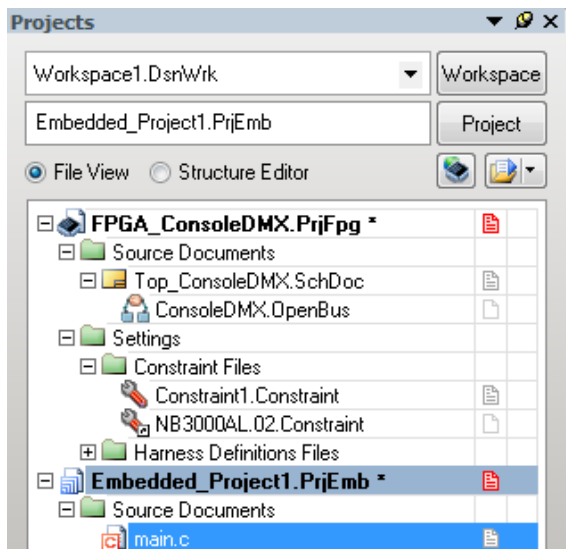 Projects
Workspace1.DsnWrk
Workspace
Embedded_Project1.PrjEmb
Project
File View
Structure Editor
FPGA_ConsoleDMX.PrjFpg *
Source Documents
Top_ConsoleDMX.SchDoc
ConsoleDMX.OpenBus
Settings
Constraint Files
Constraint1.Constraint
NB3000AL.02.Constraint
Harness Definitions Files
Embedded_Project1.PrjEmb *
Source Documents
main.c